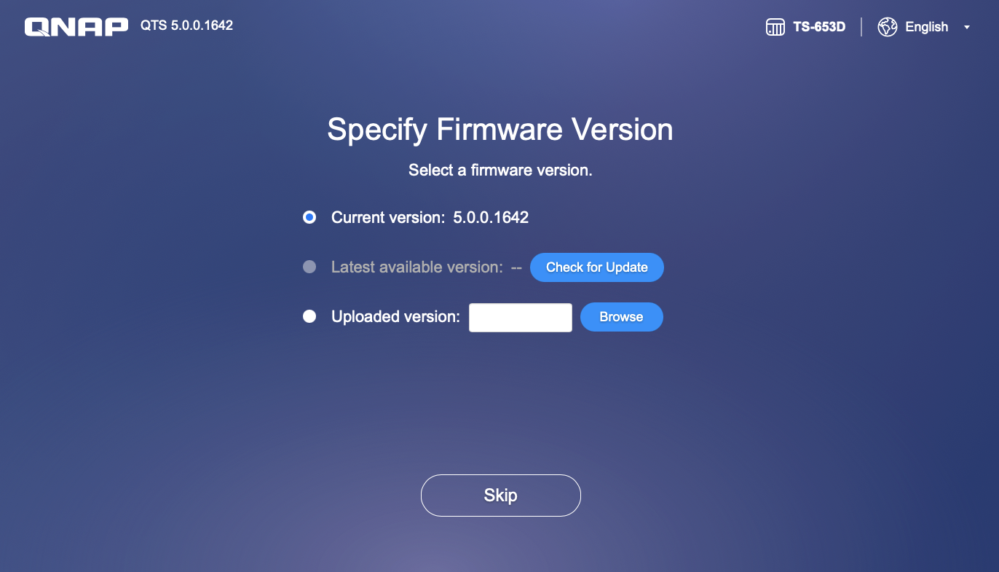 QNAP QTS 5.0.0.1642 TS-653D English
Specify Firmware Version
Select a firmware version.
Current version: 5.0.0.1642
Latest available version: -- Check for Update
Uploaded version: Browse
Skip